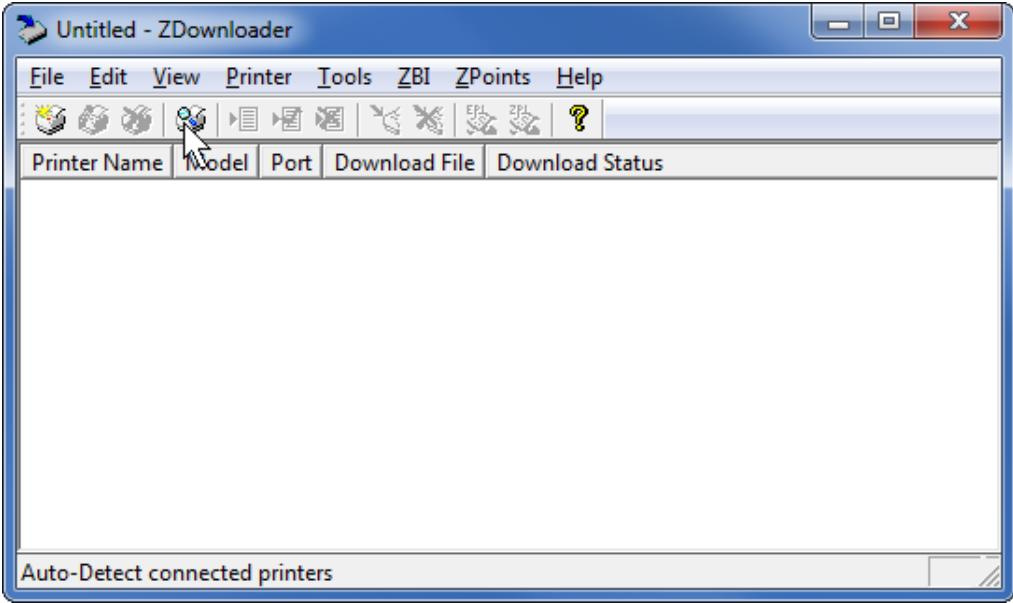 Untitled - ZDownloader
File Edit View Printer Tools ZBI ZPoints Help
EPL ZPL ?
Printer Name Model Port Download File Download Status
Auto-Detect connected printers